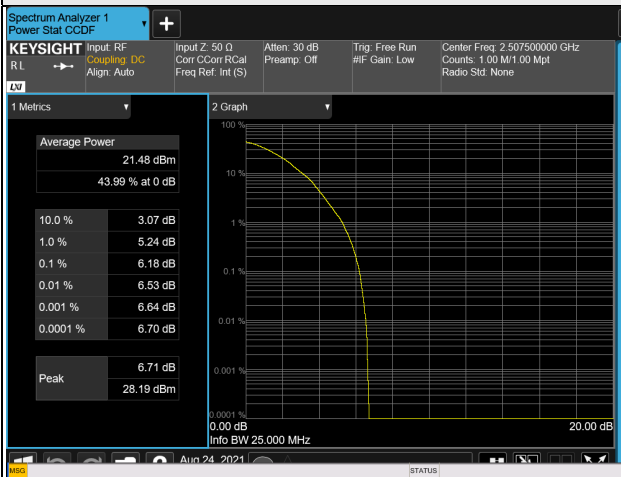 Spectrum Analyzer 1
Power Stat CCDF
KEYSIGHT
RL
LXI
Input: RF
Coupling: DC
Align: Auto
Input Z: 50 Ω
Corr CCorr RCal
Freq Ref: Int (S)
Atten: 30 dB
Preamp: Off
Trig: Free Run
#IF Gain: Low
Center Freq: 2.507500000 GHz
Counts: 1.00 M/1.00 Mpt
Radio Std: None
1 Metrics
Average Power
21.48 dBm
43.99 % at 0 dB
10.0 % 3.07 dB
1.0 % 5.24 dB
0.1 % 6.18 dB
0.01 % 6.53 dB
0.001 % 6.64 dB
0.0001 % 6.70 dB
Peak
6.71 dB
28.19 dBm
2 Graph
100 %
10 %
1 %
0.1 %
0.01 %
0.001 %
0.0001 %
0.00 dB 20.00 dB
Info BW 25.000 MHz
Aug 24, 2021
MSG STATUS